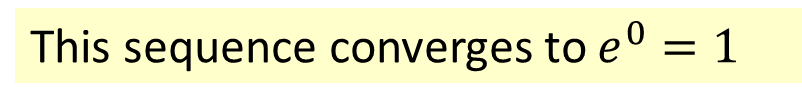 This sequence converges to $e^0 = 1$